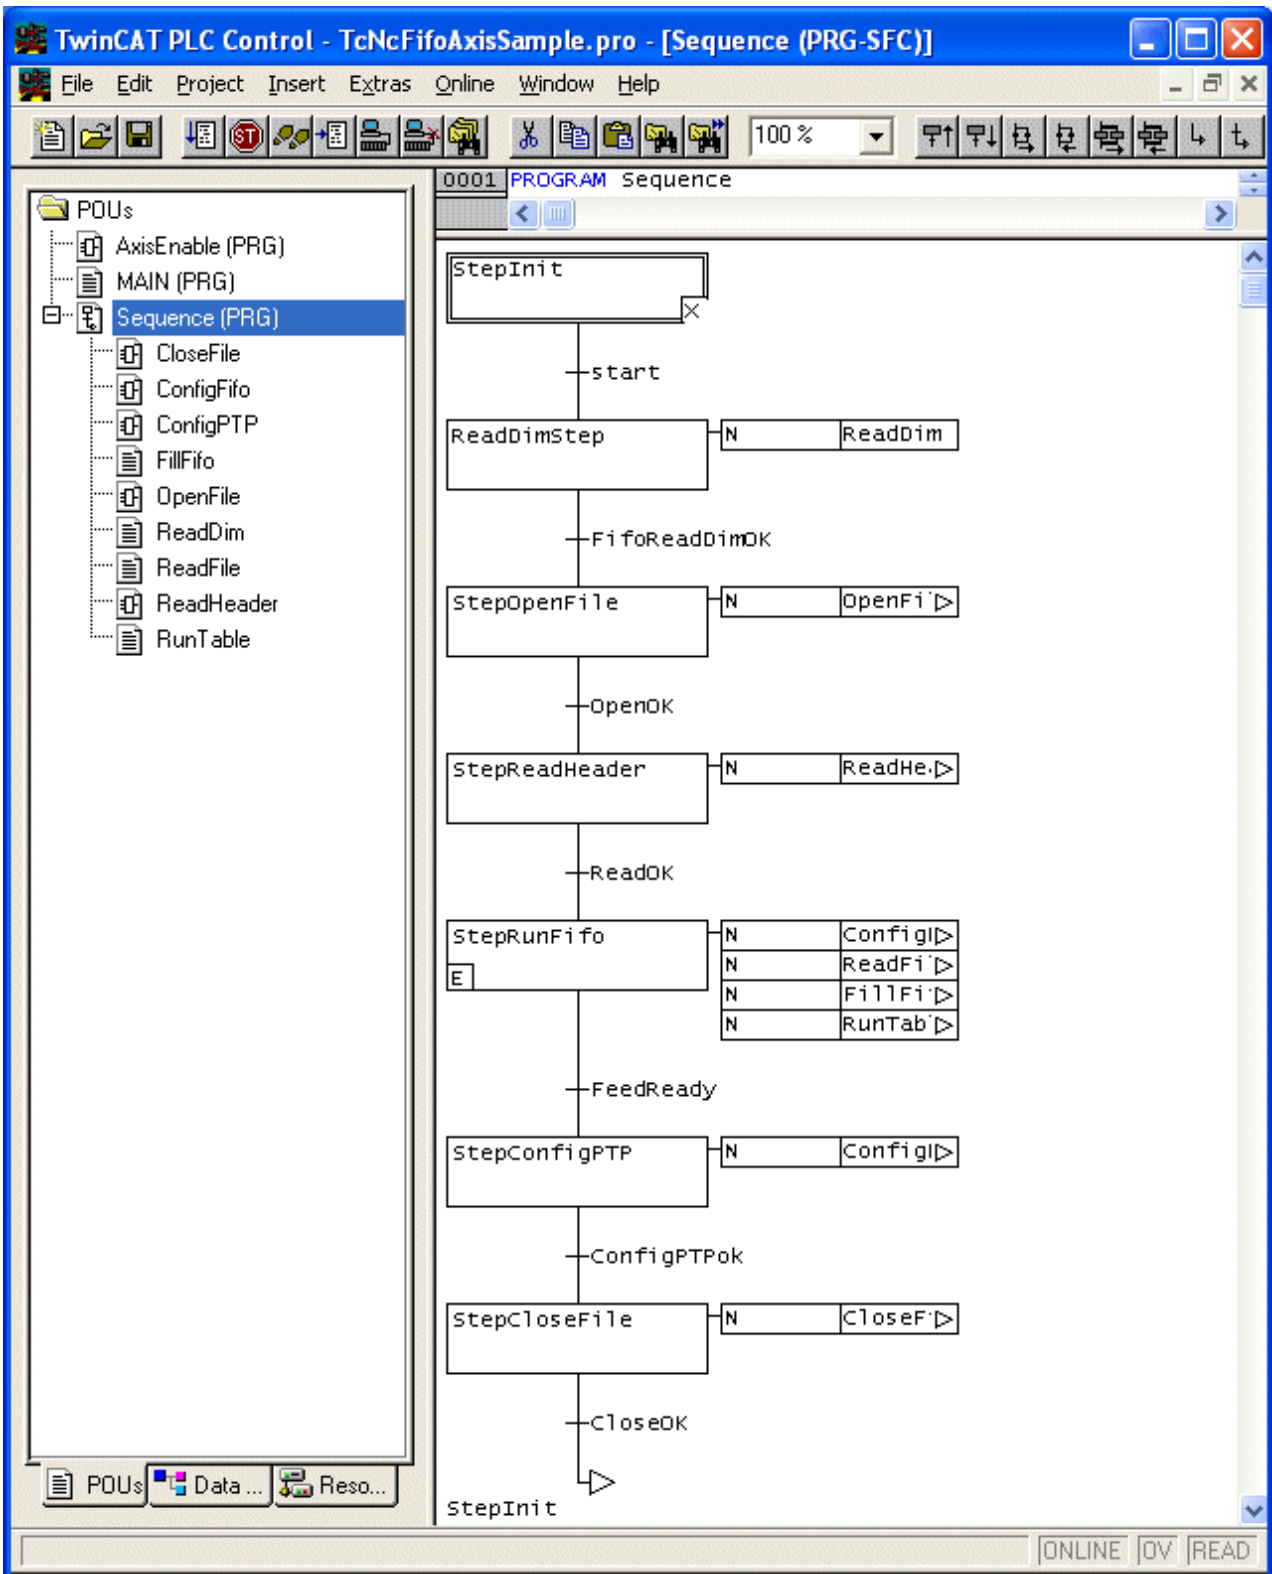 TwinCAT PLC Control - TcNcFifoAxisSample.pro - [Sequence (PRG-SFC)]
File Edit Project Insert Extras Online Window Help
100 %
0001 PROGRAM Sequence
POUs
AxisEnable (PRG)
MAIN (PRG)
Sequence (PRG)
CloseFile
ConfigFifo
ConfigPTP
FillFifo
OpenFile
ReadDim
ReadFile
ReadHeader
RunTable
StepInit
start
ReadDimStep N ReadDim
FifoReadDimOK
StepOpenFile N OpenFi
OpenOK
StepReadHeader N ReadHe
ReadOK
StepRunFifo N Config
N ReadFi
E
N FillFi
N RunTab
FeedReady
StepConfigPTP N Config
ConfigPTPok
StepCloseFile N CloseF
CloseOK
StepInit
POUs Data ... Reso...
ONLINE OV READ